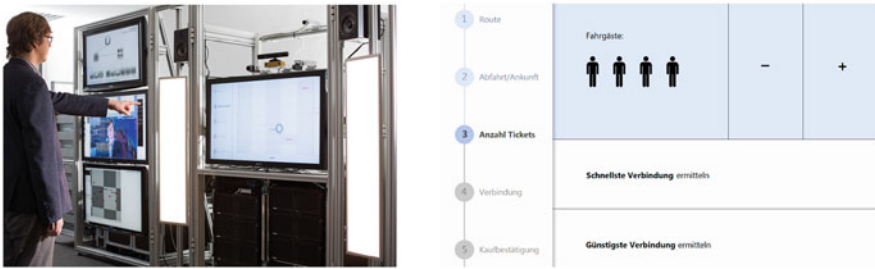 1 Route
2 Abfahrt/Ankunft
3 Anzahl Tickets
4 Verbindung
5 Kaufbestätigung
Fahrgäste:
– +
Schnellste Verbindung ermitteln
Günstigste Verbindung ermitteln